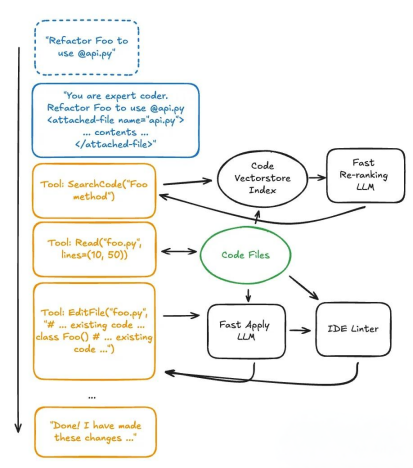 "Refactor Foo to
use @api.py"
"You are expert coder.
Refactor Foo to use @api.py
<attached-file name="api.py">
... contents ...
</attached-file>"
Tool: SearchCode("Foo
method")
Code
Vectorstore
Index
Fast
Re-ranking
LLM
Tool: Read("foo.py",
lines=(10, 50))
Code Files
Tool: EditFile("foo.py",
"# ... existing code ...
class Foo() # ... existing
code ...")
Fast Apply
LLM
IDE Linter
...
"Done! I have made
these changes ..."